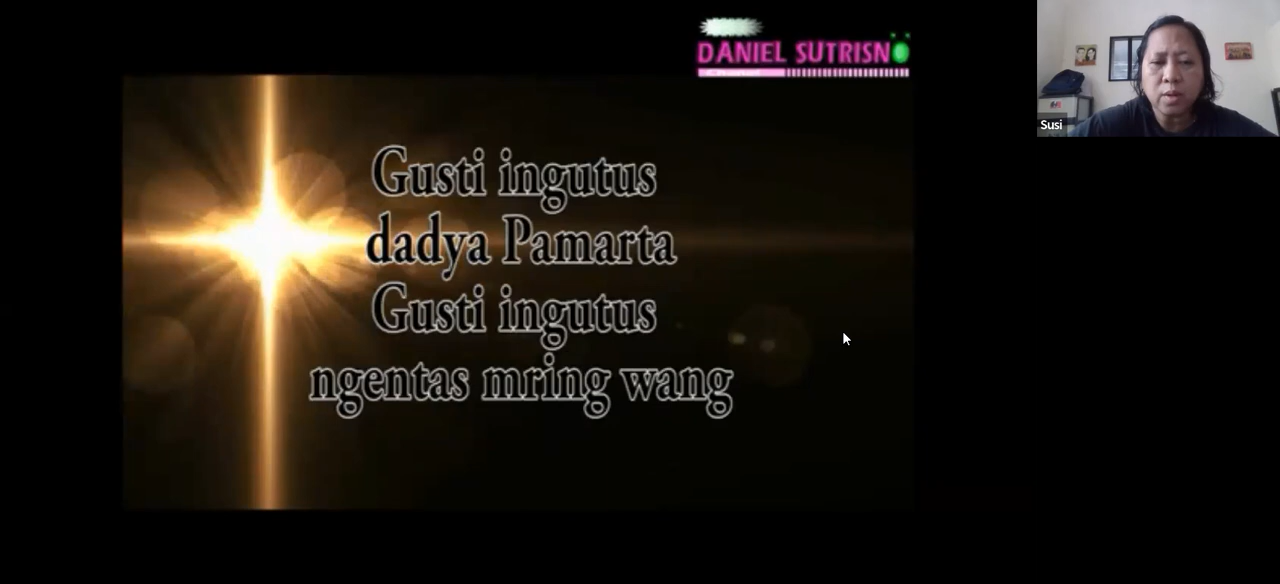 DANIEL SUTRISNO
Susi
Gusti ingutus
dadya Pamarta
Gusti ingutus
ngentas mring wang